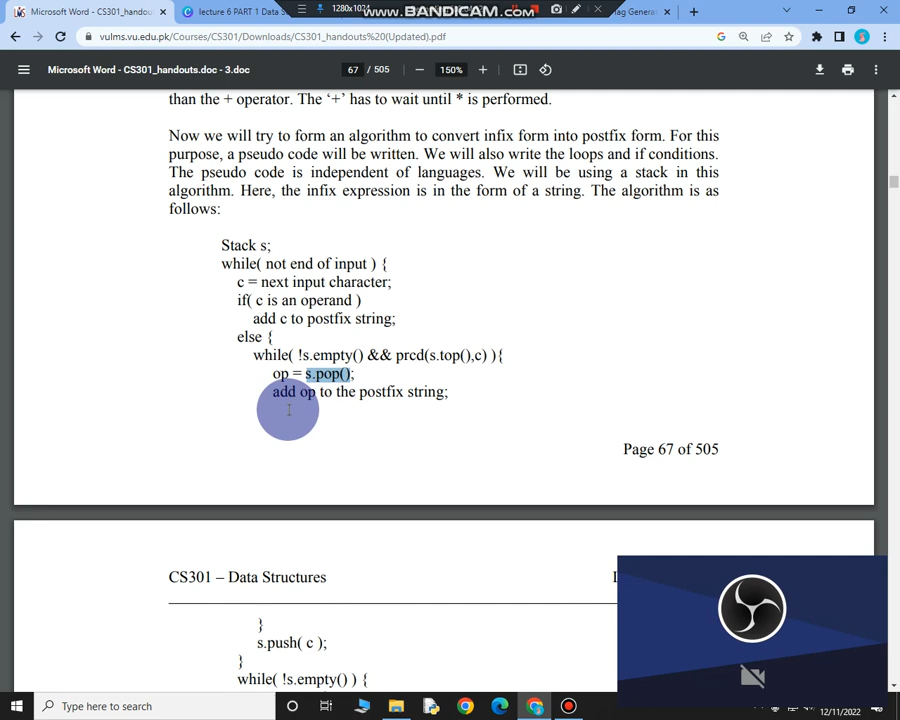 Microsoft Word - CS301_handou
lecture 6 PART 1 Data S
1280x1024
www.BANDICAM.com
ag Genera
vulms.vu.edu.pk/Courses/CS301/Downloads/CS301_handouts%20(Updated).pdf
Microsoft Word - CS301_handouts.doc - 3.doc
67 / 505
150%
than the + operator. The ‘+’ has to wait until * is performed.
Now we will try to form an algorithm to convert infix form into postfix form. For this
purpose, a pseudo code will be written. We will also write the loops and if conditions.
The pseudo code is independent of languages. We will be using a stack in this
algorithm. Here, the infix expression is in the form of a string. The algorithm is as
follows:
Stack s;
while( not end of input ) {
c = next input character;
if( c is an operand )
add c to postfix string;
else {
while( !s.empty() && prcd(s.top(),c) ){
op = s.pop();
add op to the postfix string;
Page 67 of 505
CS301 – Data Structures
}
s.push( c );
}
while( !s.empty() ) {
Type here to search
12/11/2022